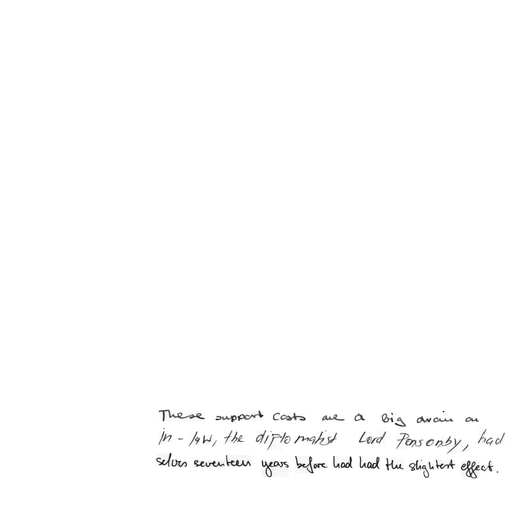 These support costs are a big drain on
in-law, the diplomatist Lord Ponsonby, had
selves seventeen years before had had the slightest effect.